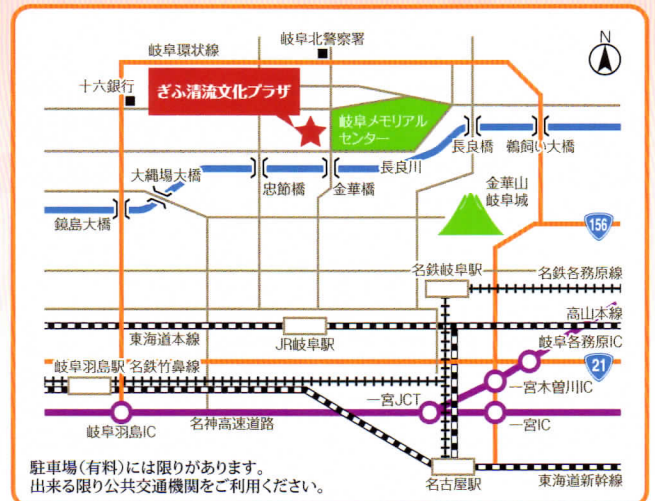 N
岐阜北警察署
岐阜環状線
十六銀行
ぎふ清流文化プラザ
岐阜メモリアル
センター
長良橋
鵜飼い大橋
長良川
大縄場大橋
忠節橋
金華橋
金華山
岐阜城
鏡島大橋
156
名鉄岐阜駅
名鉄各務原線
高山本線
東海道本線
JR岐阜駅
岐阜各務原IC
21
岐阜羽島駅
名鉄竹鼻線
一宮木曽川IC
一宮JCT
一宮IC
岐阜羽島IC
名神高速道路
名古屋駅
東海道新幹線
駐車場(有料)には限りがあります。
出来る限り公共交通機関をご利用ください。